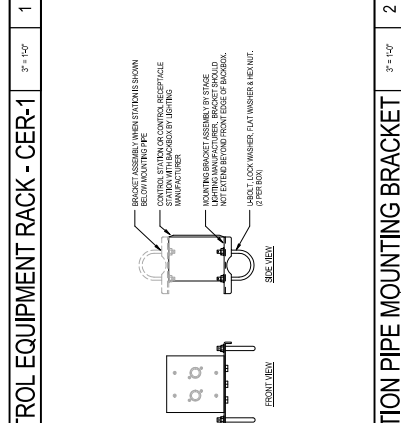 TROL EQUIPMENT RACK - CER-1
3" = 1'-0"
1
BRACKET ASSEMBLY WHEN STATION IS SHOWN
BELOW MOUNTING PIPE
CONTROL STATION OR CONTROL RECEPTACLE
STATION WITH BACKBOX BY LIGHTING
MANUFACTURER
MOUNTING BRACKET ASSEMBLY BY STAGE
LIGHTING MANUFACTURER. BRACKET SHOULD
NOT EXTEND BEYOND FRONT EDGE OF BACKBOX.
U-BOLT, LOCK WASHER, FLAT WASHER & HEX NUT.
(2 PER BOX)
FRONT VIEW
SIDE VIEW
TION PIPE MOUNTING BRACKET
3" = 1'-0"
2